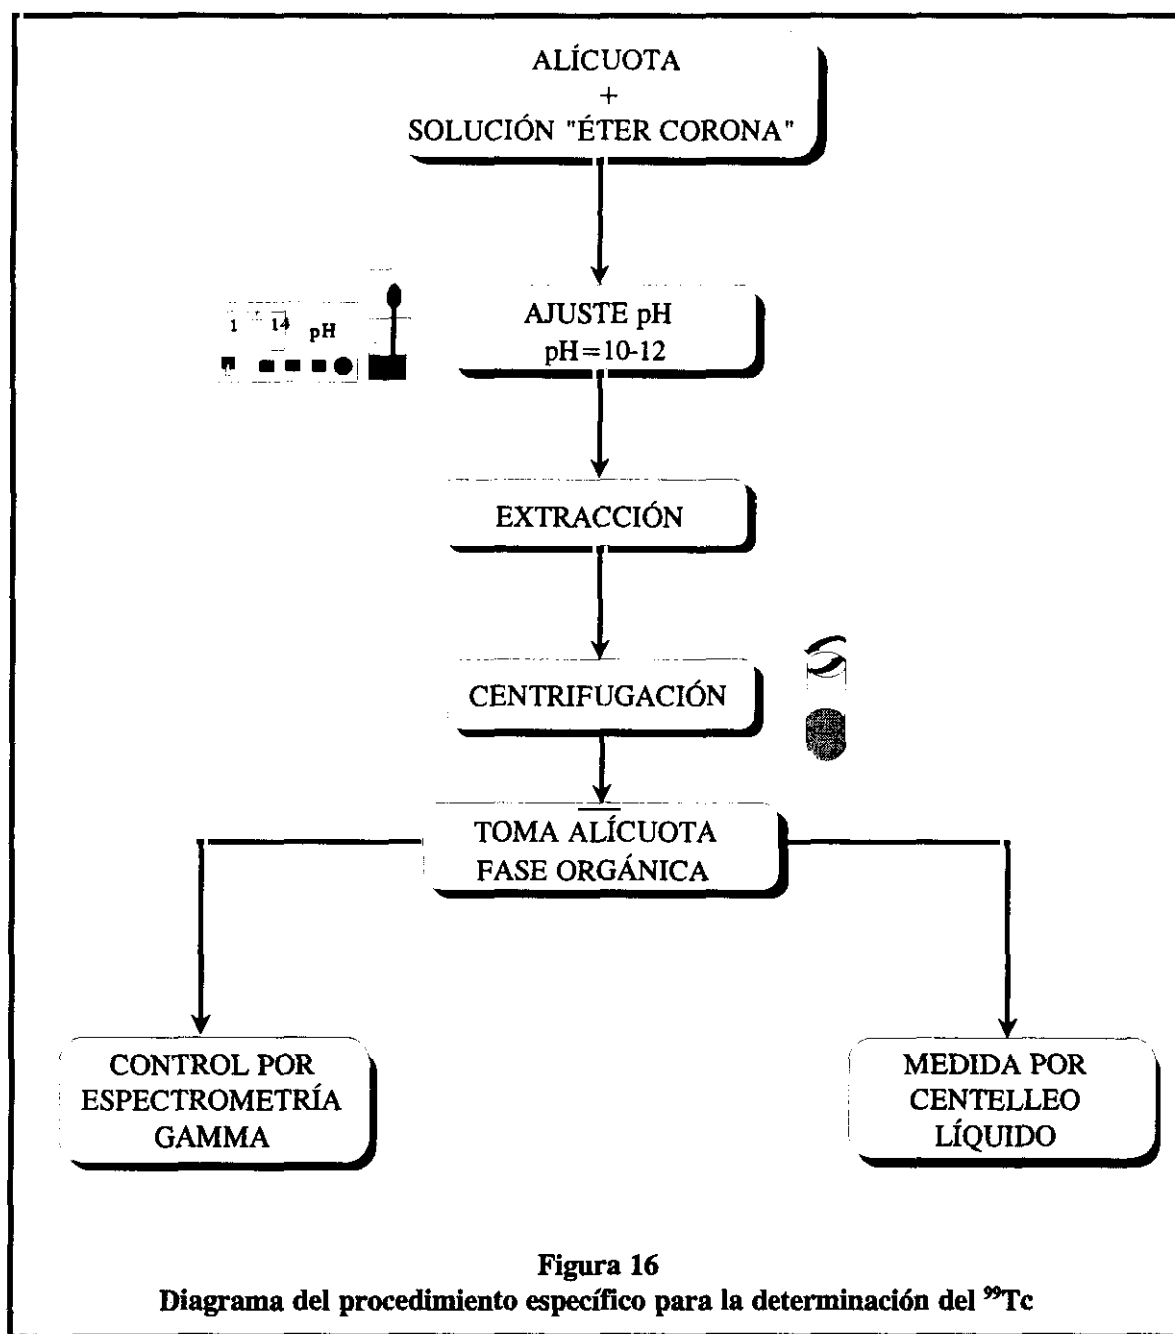 ALÍCUOTA
+
SOLUCIÓN "ÉTER CORONA"
1 14 pH
AJUSTE pH
pH=10-12
EXTRACCIÓN
CENTRIFUGACIÓN
TOMA ALÍCUOTA
FASE ORGÁNICA
CONTROL POR
ESPECTROMETRÍA
GAMMA
MEDIDA POR
CENTELLEO
LÍQUIDO
Figura 16
Diagrama del procedimiento específico para la determinación del ⁹⁹Tc